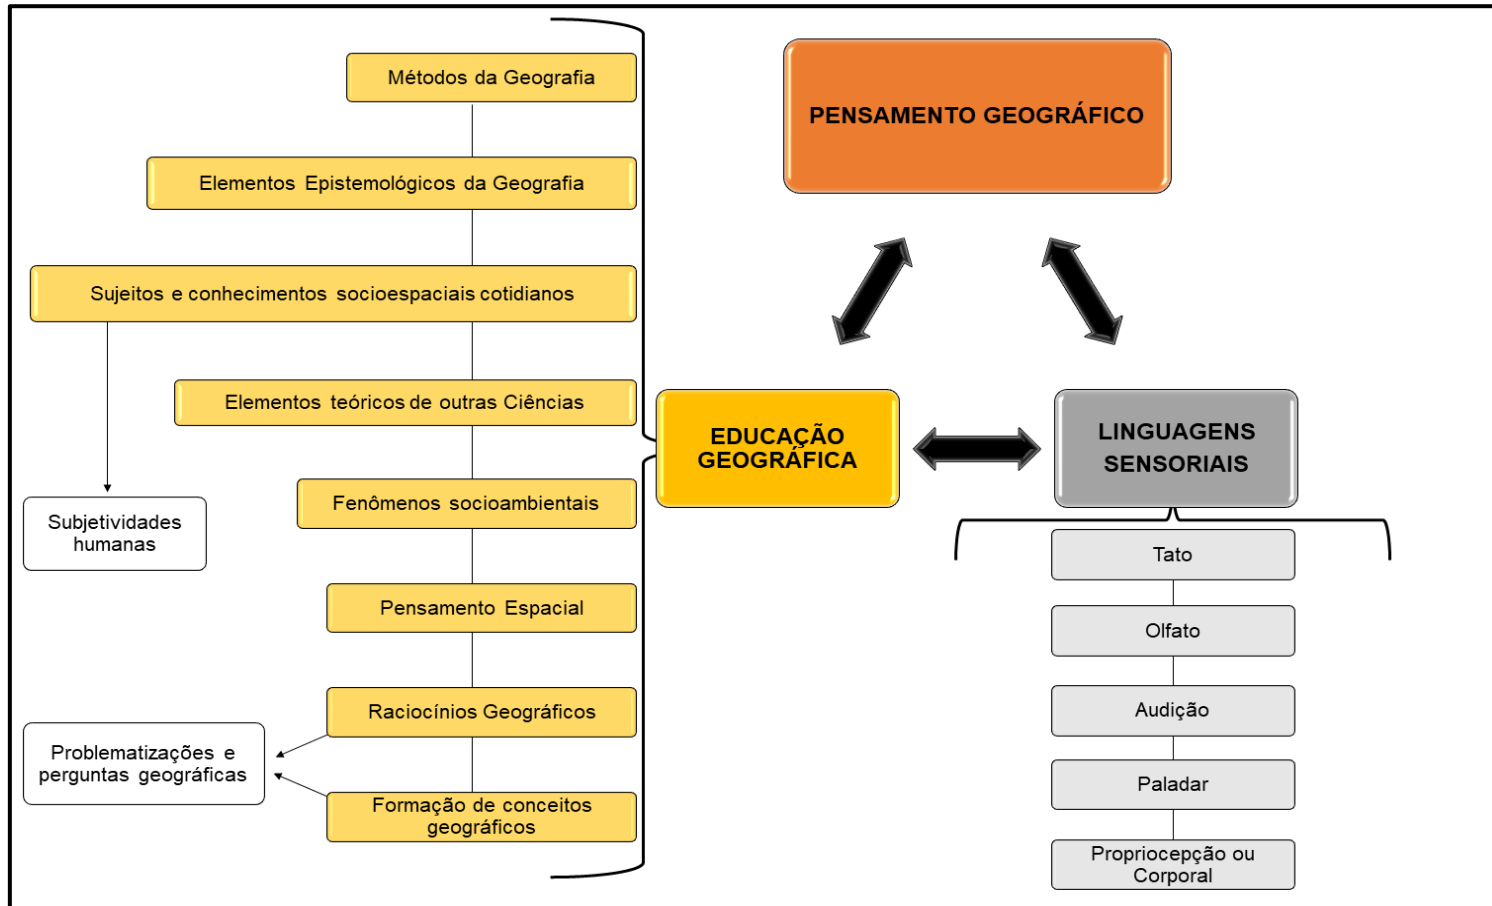 Métodos da Geografia
Elementos Epistemológicos da Geografia
Sujeitos e conhecimentos socioespaciais cotidianos
Elementos teóricos de outras Ciências
Fenômenos socioambientais
Subjetividades
humanas
Pensamento Espacial
Raciocínios Geográficos
Problematizações e
perguntas geográficas
Formação de conceitos
geográficos
PENSAMENTO GEOGRÁFICO
EDUCAÇÃO
GEOGRÁFICA
LINGUAGENS
SENSORIAIS
Tato
Olfato
Audição
Paladar
Propriocepção ou
Corporal